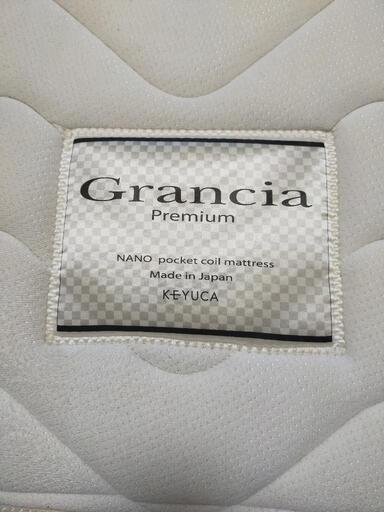 Grancia
Premium
NANO pocket coil mattress
Made in Japan
KEYUCA